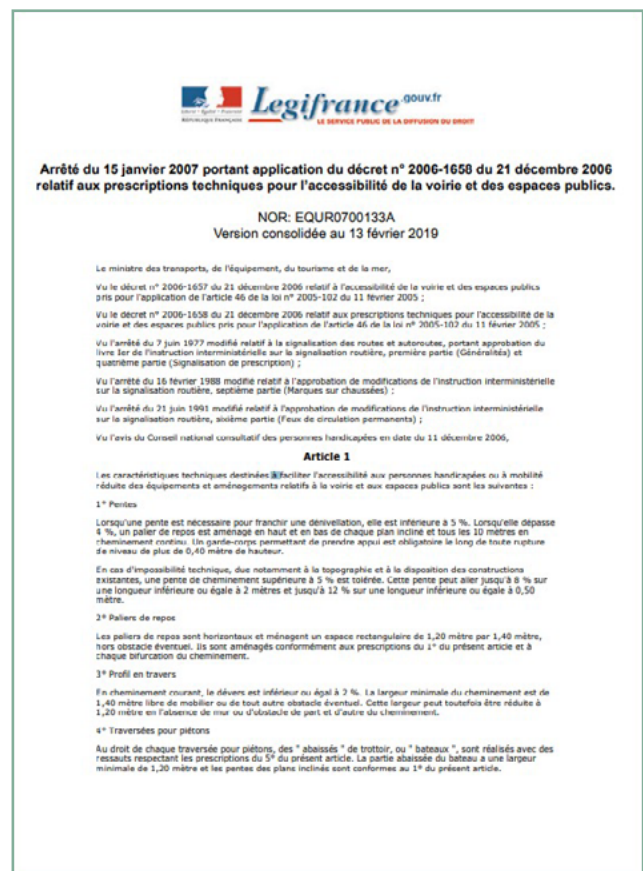 Liberté • Égalité • Fraternité
RÉPUBLIQUE FRANÇAISE
Legifrance.gouv.fr
LE SERVICE PUBLIC DE LA DIFFUSION DU DROIT
Arrêté du 15 janvier 2007 portant application du décret n° 2006-1658 du 21 décembre 2006
relatif aux prescriptions techniques pour l'accessibilité de la voirie et des espaces publics.
NOR: EQUR0700133A
Version consolidée au 13 février 2019
Le ministre des transports, de l'équipement, du tourisme et de la mer,
Vu le décret n° 2006-1657 du 21 décembre 2006 relatif à l'accessibilité de la voirie et des espaces publics
pris pour l'application de l'article 46 de la loi n° 2005-102 du 11 février 2005 ;
Vu le décret n° 2006-1658 du 21 décembre 2006 relatif aux prescriptions techniques pour l'accessibilité de la
voirie et des espaces publics pris pour l'application de l'article 46 de la loi n° 2005-102 du 11 février 2005 ;
Vu l'arrêté du 7 juin 1977 modifié relatif à la signalisation des routes et autoroutes, portant approbation du
livre Ier de l'instruction interministérielle sur la signalisation routière, première partie (Généralités) et
quatrième partie (Signalisation de prescription) ;
Vu l'arrêté du 16 février 1988 modifié relatif à l'approbation de modifications de l'instruction interministérielle
sur la signalisation routière, septième partie (Marques sur chaussées) ;
Vu l'arrêté du 21 juin 1991 modifié relatif à l'approbation de modifications de l'instruction interministérielle
sur la signalisation routière, sixième partie (Feux de circulation permanents) ;
Vu l'avis du Conseil national consultatif des personnes handicapées en date du 11 décembre 2006,
Article 1
Les caractéristiques techniques destinées à faciliter l'accessibilité aux personnes handicapées ou à mobilité
réduite des équipements et aménagements relatifs à la voirie et aux espaces publics sont les suivantes :
1° Pentes
Lorsqu'une pente est nécessaire pour franchir une dénivellation, elle est inférieure à 5 %. Lorsqu'elle dépasse
4 %, un palier de repos est aménagé en haut et en bas de chaque plan incliné et tous les 10 mètres en
cheminement continu. Un garde-corps permettant de prendre appui est obligatoire le long de toute rupture
de niveau de plus de 0,40 mètre de hauteur.
En cas d'impossibilité technique, due notamment à la topographie et à la disposition des constructions
existantes, une pente de cheminement supérieure à 5 % est tolérée. Cette pente peut aller jusqu'à 8 % sur
une longueur inférieure ou égale à 2 mètres et jusqu'à 12 % sur une longueur inférieure ou égale à 0,50
mètre.
2° Paliers de repos
Les paliers de repos sont horizontaux et ménagent un espace rectangulaire de 1,20 mètre par 1,40 mètre,
hors obstacle éventuel. Ils sont aménagés conformément aux prescriptions du 1° du présent article et à
chaque bifurcation du cheminement.
3° Profil en travers
En cheminement courant, le dévers est inférieur ou égal à 2 %. La largeur minimale du cheminement est de
1,40 mètre libre de mobilier ou de tout autre obstacle éventuel. Cette largeur peut toutefois être réduite à
1,20 mètre en l'absence de mur ou d'obstacle de part et d'autre du cheminement.
4° Traversées pour piétons
Au droit de chaque traversée pour piétons, des " abaissés " de trottoir, ou " bateaux ", sont réalisés avec des
ressauts respectant les prescriptions du 5° du présent article. La partie abaissée du bateau a une largeur
minimale de 1,20 mètre et les pentes des plans inclinés sont conformes au 1° du présent article.